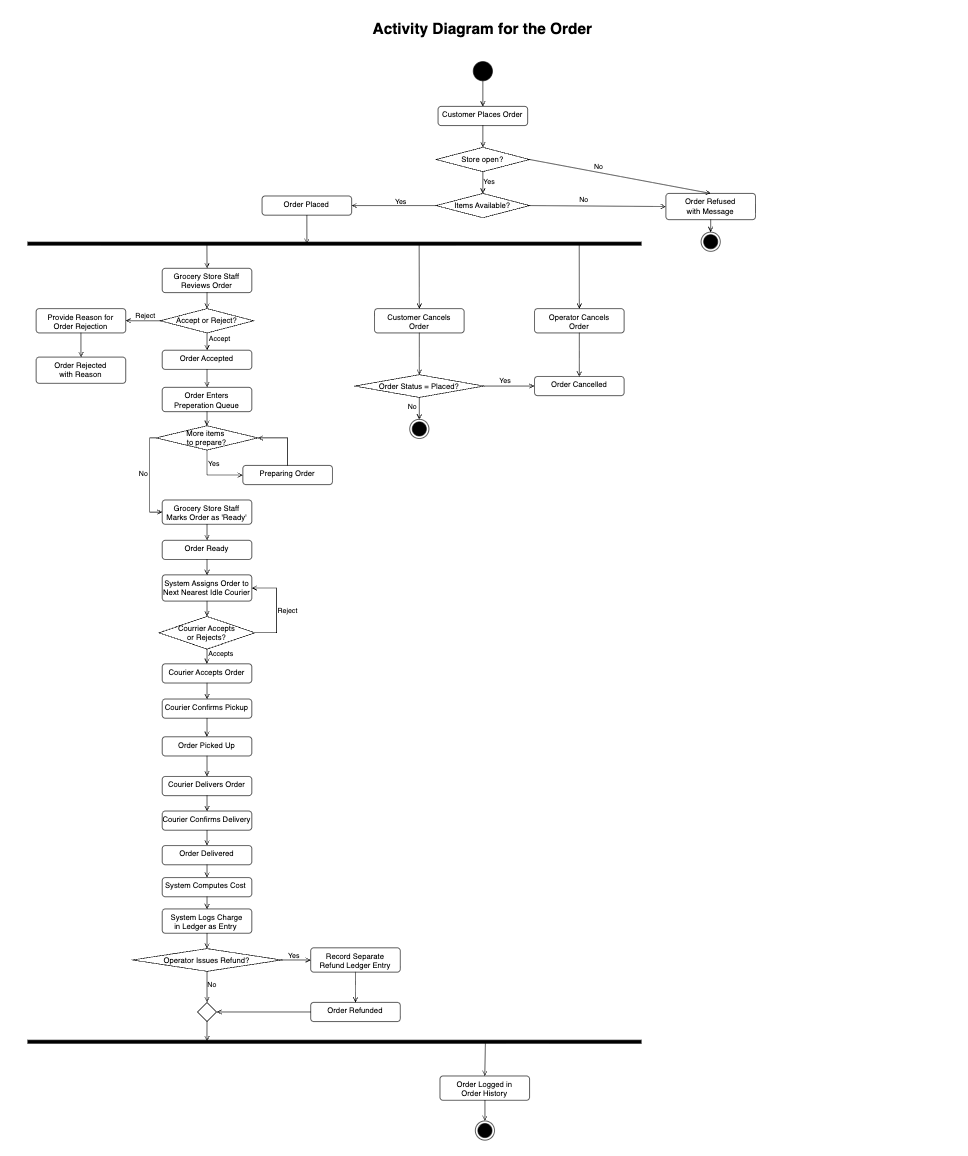 Activity Diagram for the Order
Customer Places Order
Store open?
No
Yes
Order Placed
Yes
Items Available?
No
Order Refused
with Message
Grocery Store Staff
Reviews Order
Provide Reason for
Order Rejection
Reject
Accept or Reject?
Customer Cancels
Order
Operator Cancels
Order
Accept
Order Rejected
with Reason
Order Accepted
Order Status = Placed?
Yes
Order Cancelled
Order Enters
Preperation Queue
No
More items
to prepare?
Yes
No
Preparing Order
Grocery Store Staff
Marks Order as 'Ready'
Order Ready
System Assigns Order to
Next Nearest Idle Courier
Reject
Courrier Accepts
or Rejects?
Accepts
Courier Accepts Order
Courier Confirms Pickup
Order Picked Up
Courier Delivers Order
Courier Confirms Delivery
Order Delivered
System Computes Cost
System Logs Charge
in Ledger as Entry
Operator Issues Refund?
Yes
Record Separate
Refund Ledger Entry
No
Order Refunded
Order Logged in
Order History